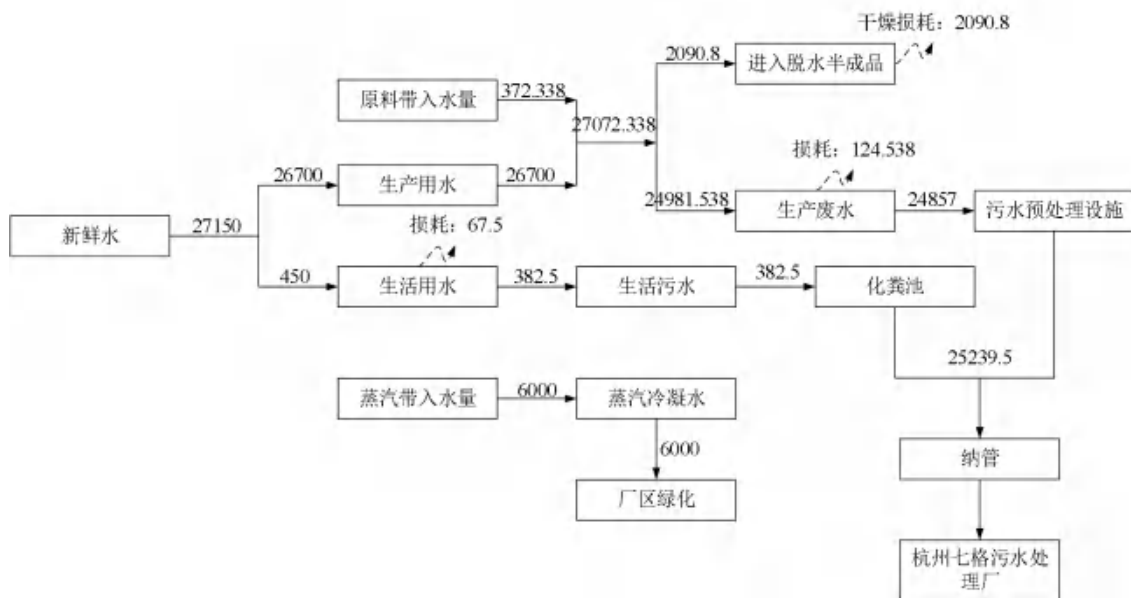 干燥损耗：2090.8
2090.8
进入脱水半成品
原料带入水量
372.338
27072.338
损耗：124.538
26700
生产用水
26700
24981.538
生产废水
24857
污水预处理设施
新鲜水
27150
损耗：67.5
450
生活用水
382.5
生活污水
382.5
化粪池
25239.5
蒸汽带入水量
6000
蒸汽冷凝水
6000
纳管
厂区绿化
杭州七格污水处
理厂